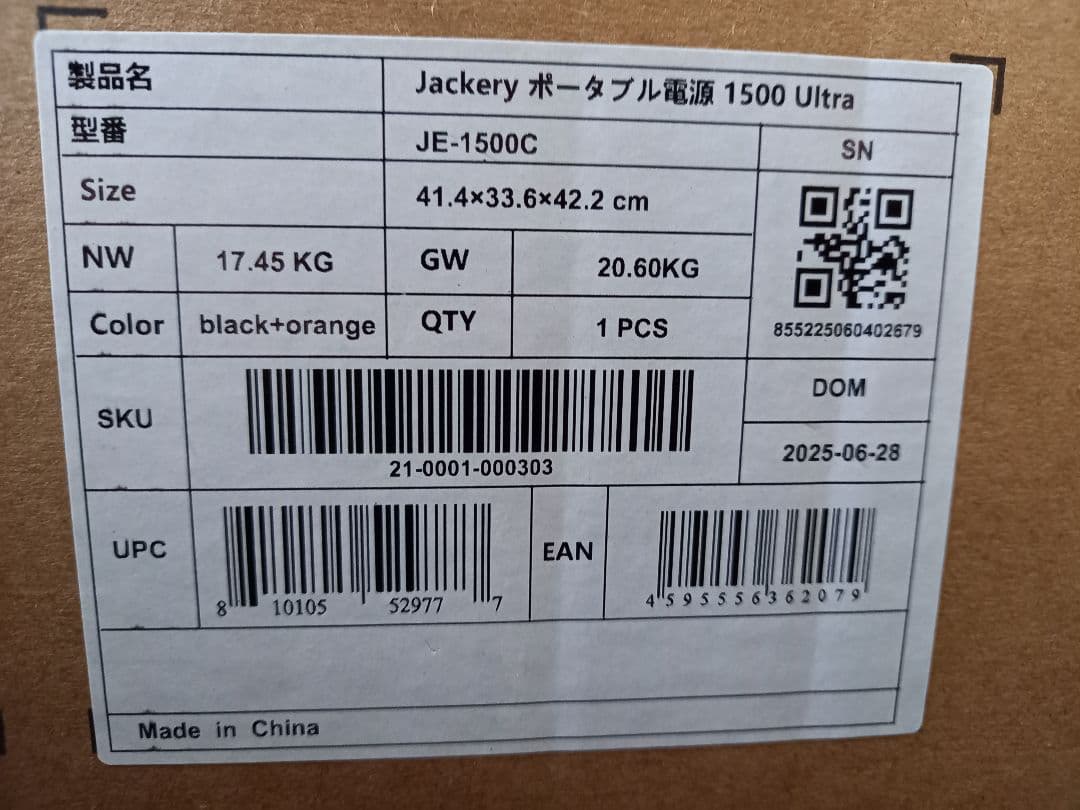 製品名
Jackery ポータブル電源 1500 Ultra
型番
JE-1500C
SN
Size
41.4×33.6×42.2 cm
NW
17.45 KG
GW
20.60KG
855225060402679
Color
black+orange
QTY
1 PCS
DOM
2025-06-28
SKU
21-0001-000303
UPC
8 10105 52977 7
EAN
4595556362079
Made in China